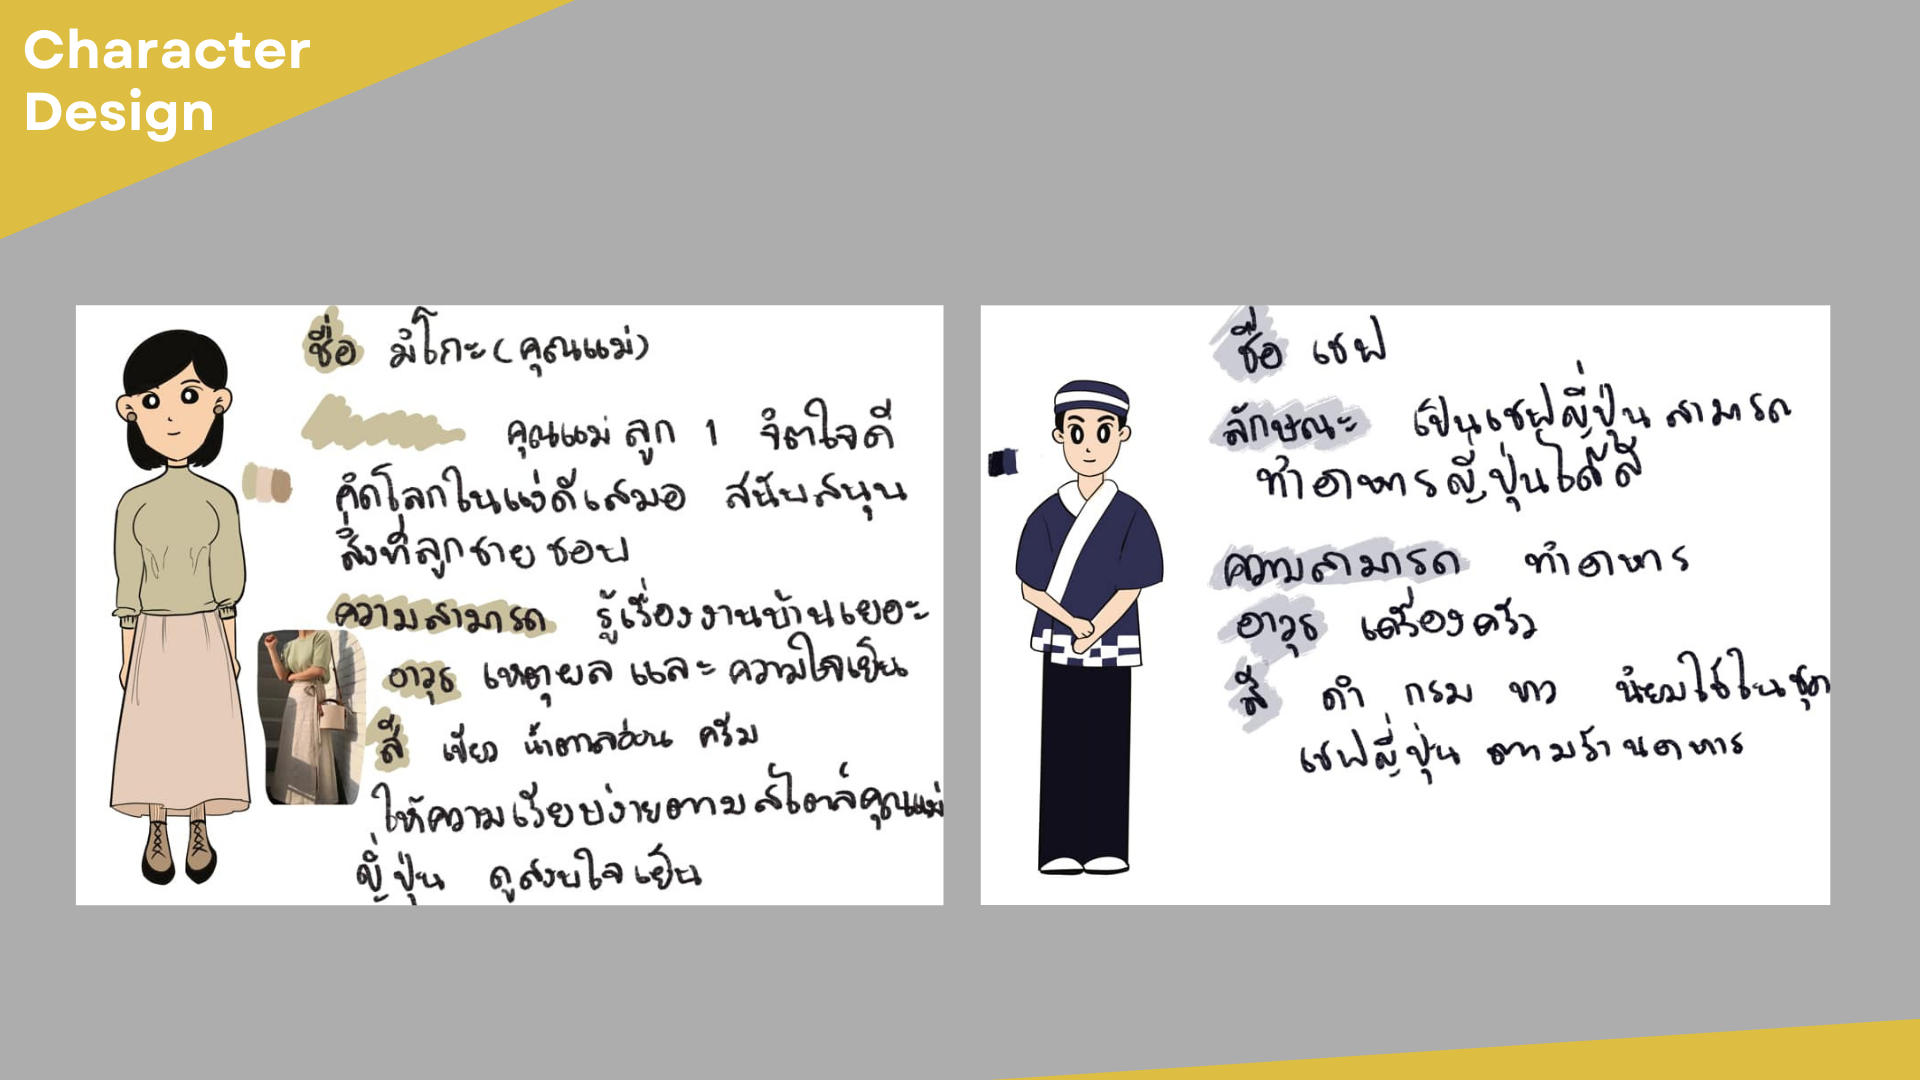 Character
Design
ชื่อ มิโกะ (คุณแม่)
คุณแม่ ลูก 1 จิตใจดี
คิดโลกในแง่ดีเสมอ สนับสนุน
สิ่งที่ลูกชายชอบ
ความสามารถ รู้เรื่องงานบ้านเยอะ
อาวุธ เหตุผล และ ความใจเย็น
สี เขียว น้ำตาลอ่อน ครีม
ให้ความเรียบง่ายตามสไตล์คุณแม่
ญี่ปุ่น ดูสงบใจเย็น
ชื่อ เชฟ
ลักษณะ เป็นเชฟญี่ปุ่น สามารถ
ทำอาหารญี่ปุ่นได้ดี
ความสามารถ ทำอาหาร
อาวุธ เครื่องครัว
สี ดำ กรม ขาว นิยมใช้ในชุด
เชฟญี่ปุ่น ตามร้านอาหาร